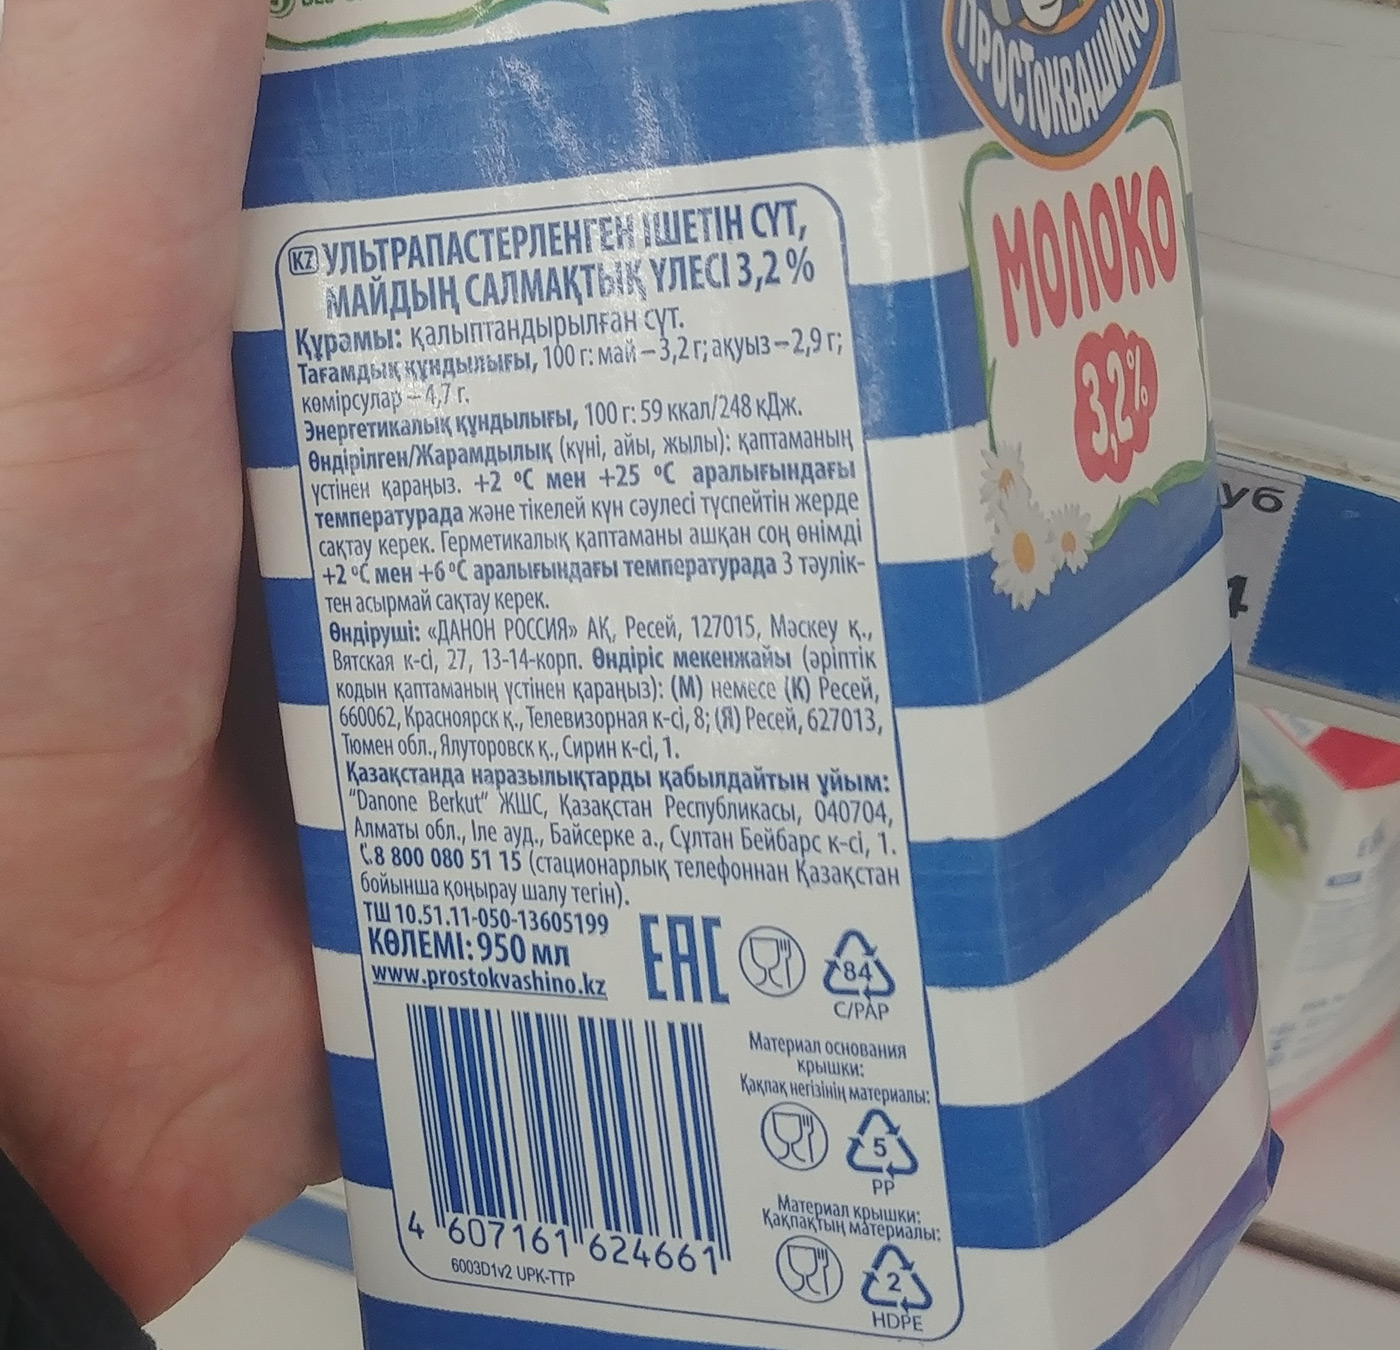 ПРОСТОКВАШИНО
МОЛОКО
3,2%
KZ УЛЬТРАПАСТЕРЛЕНГЕН ІШЕТІН СҮТ,
МАЙДЫҢ САЛМАҚТЫҚ ҮЛЕСІ 3,2 %
Құрамы: қалыптандырылған сүт.
Тағамдық құндылығы, 100 г: май – 3,2 г; ақуыз – 2,9 г;
көмірсулар – 4,7 г.
Энергетикалық құндылығы, 100 г: 59 ккал/248 кДж.
Өндірілген/Жарамдылық (күні, айы, жылы): қаптаманың
үстінен қараңыз. +2 °С мен +25 °С аралығындағы
температурада және тікелей күн сәулесі түспейтін жерде
сақтау керек. Герметикалық қаптаманы ашқан соң өнімді
+2 °С мен +6 °С аралығындағы температурада 3 тәулік-
тен асырмай сақтау керек.
Өндіруші: «ДАНОН РОССИЯ» АҚ, Ресей, 127015, Мәскеу қ.,
Вятская к-сі, 27, 13-14-корп. Өндіріс мекенжайы (әріптік
кодын қаптаманың үстінен қараңыз): (М) немесе (К) Ресей,
660062, Красноярск қ., Телевизорная к-сі, 8; (Я) Ресей, 627013,
Тюмен обл., Ялуторовск қ., Сирин к-сі, 1.
Қазақстанда наразылықтарды қабылдайтын ұйым:
"Danone Berkut" ЖШС, Қазақстан Республикасы, 040704,
Алматы обл., Іле ауд., Байсерке а., Сұлтан Бейбарс к-сі, 1.
8 800 080 51 15 (стационарлық телефоннан Қазақстан
бойынша қоңырау шалу тегін).
ТШ 10.51.11-050-13605199
КӨЛЕМІ: 950 мл
www.prostokvashino.kz
EAC
84
C/PAP
Материал основания
крышки:
Қақпақ негізінің материалы:
5
PP
Материал крышки:
Қақпақтың материалы:
2
HDPE
4 607161 624661
6003D1v2 UPK-TTP
уб